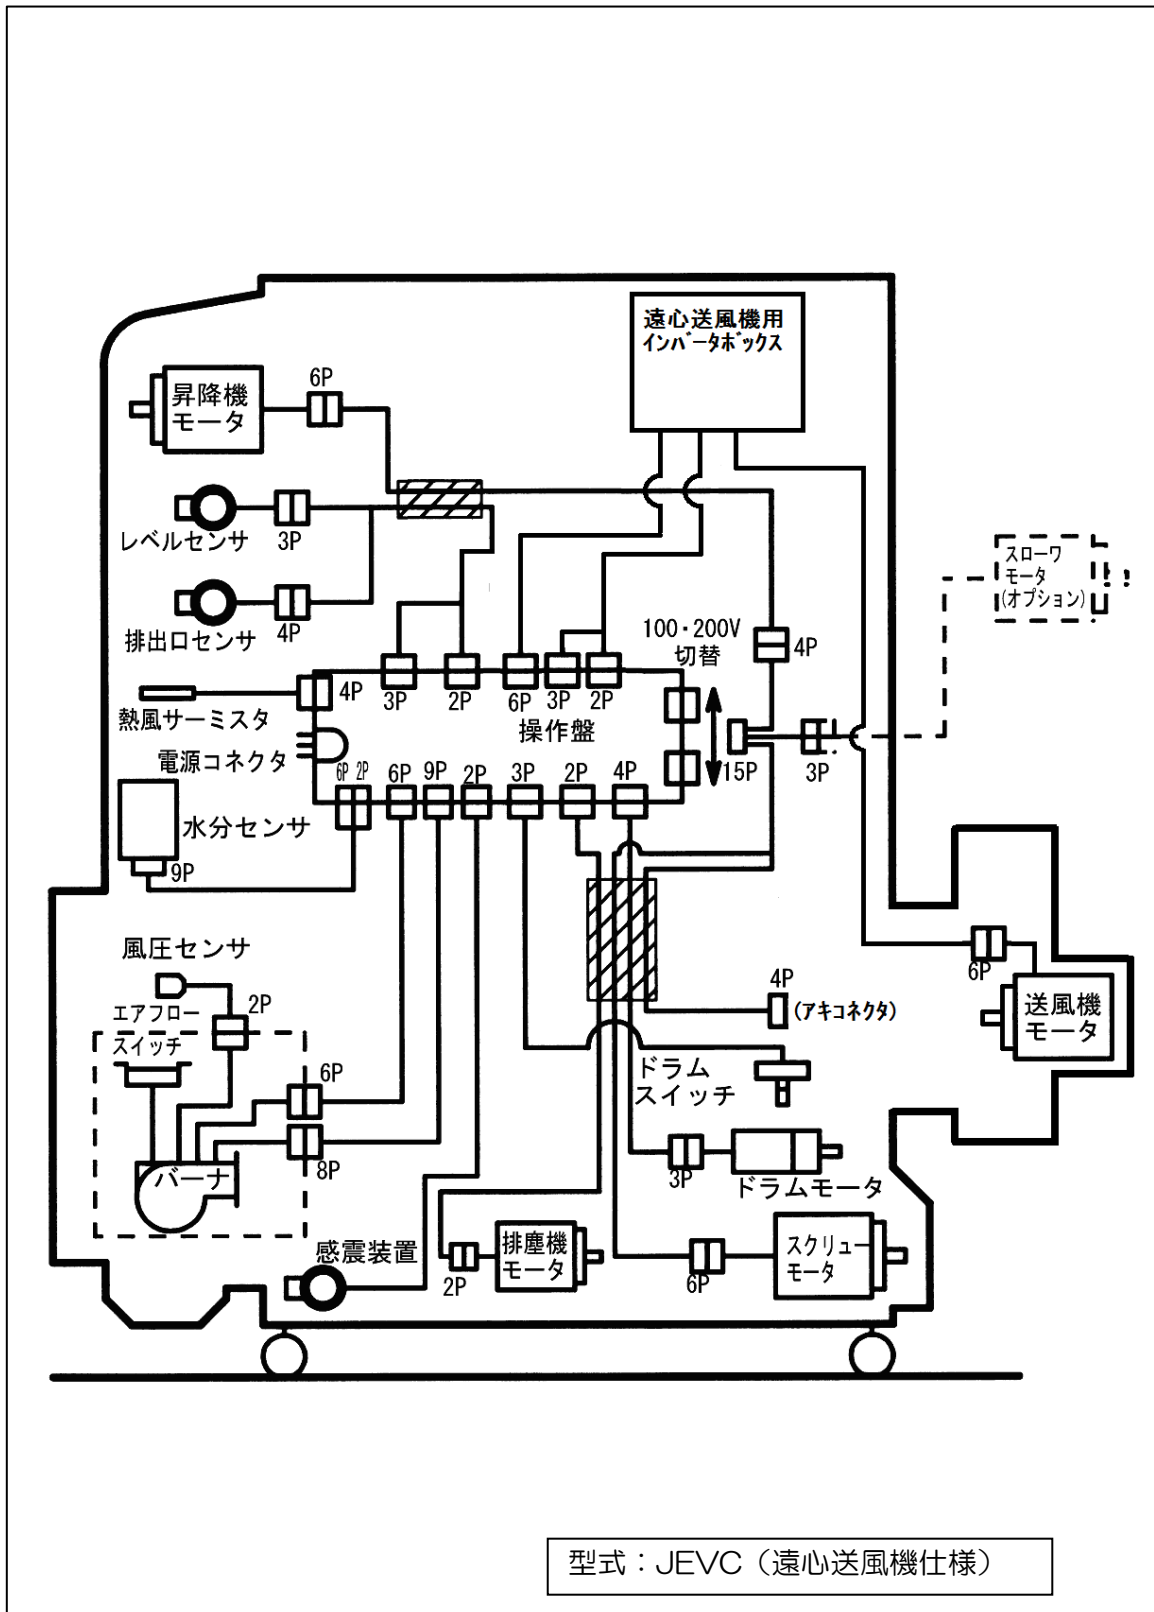 遠心送風機用
インバータボックス
昇降機
モータ
6P
レベルセンサ
3P
排出口センサ
4P
スローワ
モータ
(オプション)
100・200V
切替
4P
4P
3P
2P
6P
3P
2P
熱風サーミスタ
操作盤
電源コネクタ
15P
3P
6P
2P
6P
9P
2P
3P
2P
4P
水分センサ
9P
風圧センサ
2P
エアフロー
スイッチ
6P
8P
バーナ
4P
(アキコネクタ)
6P
送風機
モータ
ドラム
スイッチ
3P
ドラムモータ
感震装置
2P
排塵機
モータ
6P
スクリュー
モータ
型式：JEVC（遠心送風機仕様）